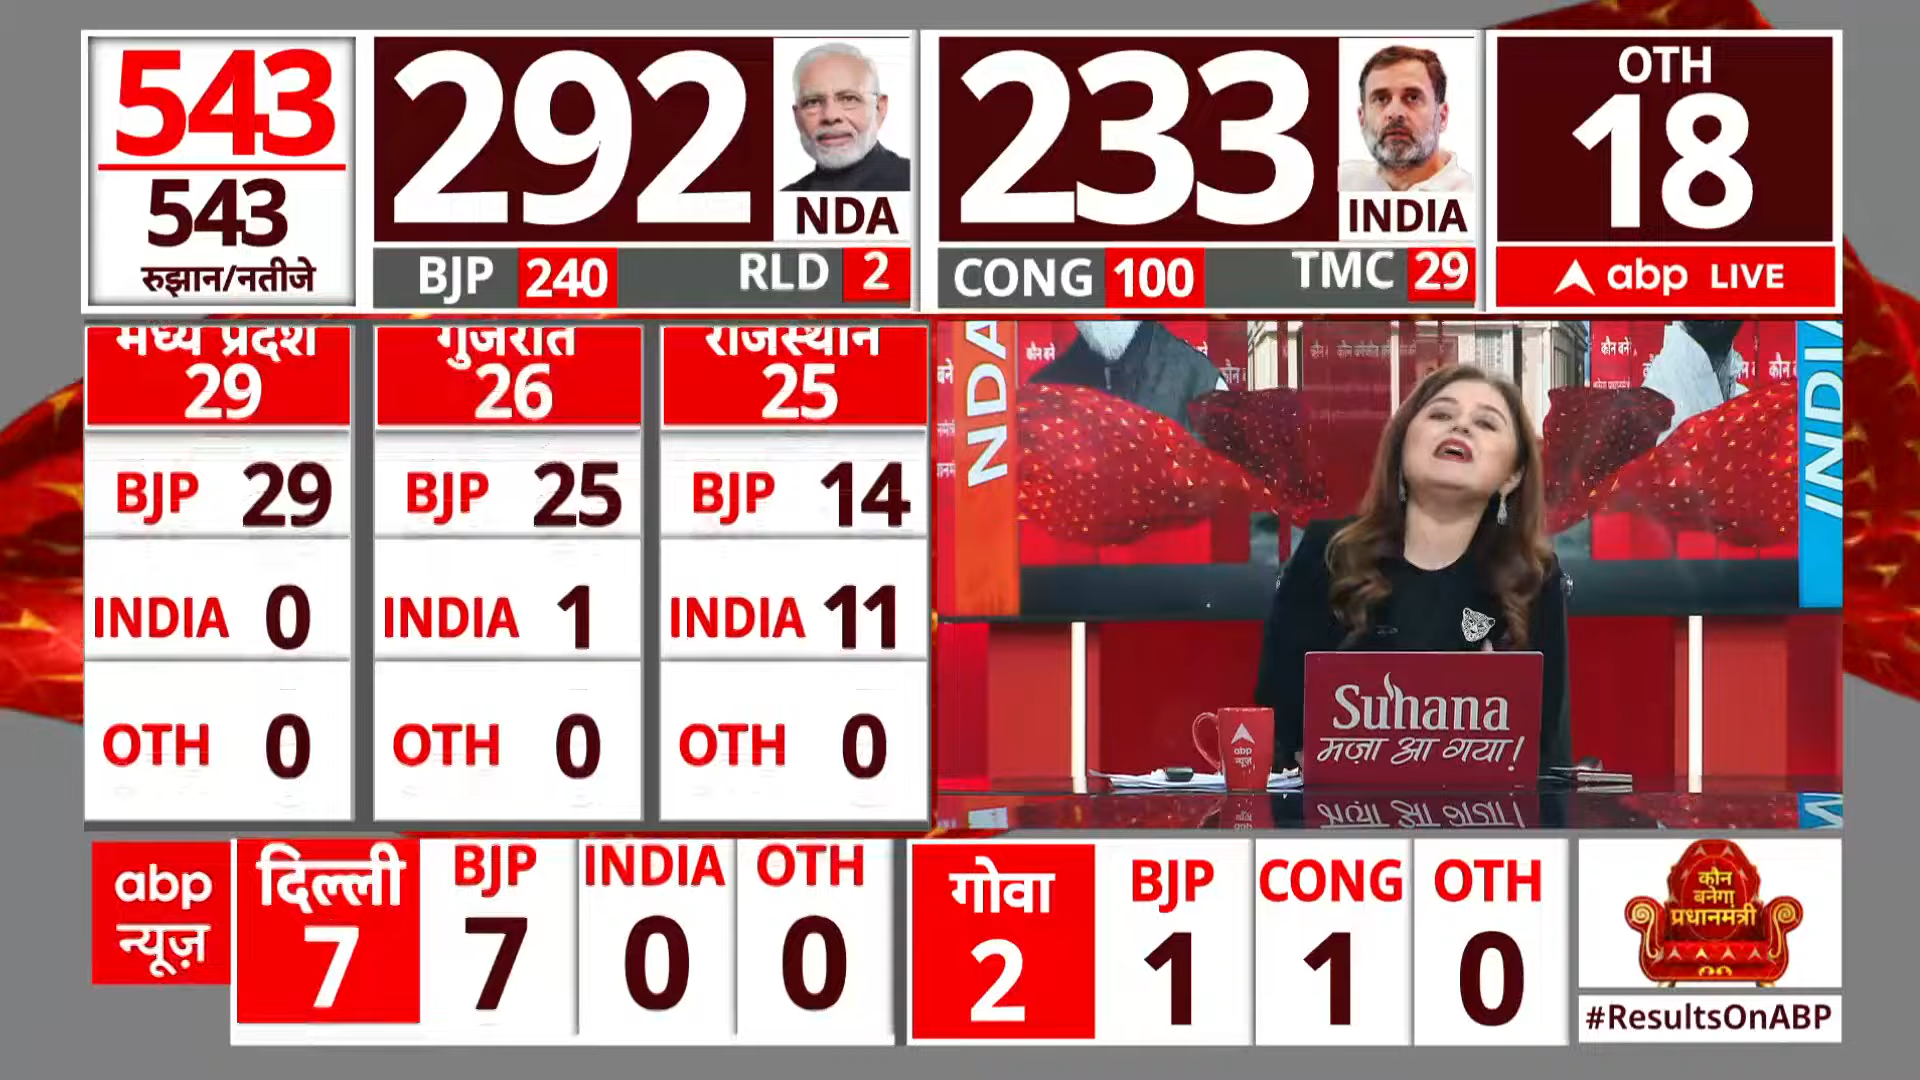 543
543
रुझान/नतीजे
292
NDA
BJP 240 RLD 2
233
INDIA
CONG 100 TMC 29
OTH
18
abp LIVE
मध्य प्रदेश
29
BJP 29
INDIA 0
OTH 0
गुजरात
26
BJP 25
INDIA 1
OTH 0
राजस्थान
25
BJP 14
INDIA 11
OTH 0
NDA
INDIA
Suhana
मज़ा आ गया!
abp
न्यूज़
abp
न्यूज़
दिल्ली
7
BJP
7
INDIA
0
OTH
0
गोवा
2
BJP
1
CONG
1
OTH
0
कौन
बनेगा
प्रधानमंत्री
#ResultsOnABP